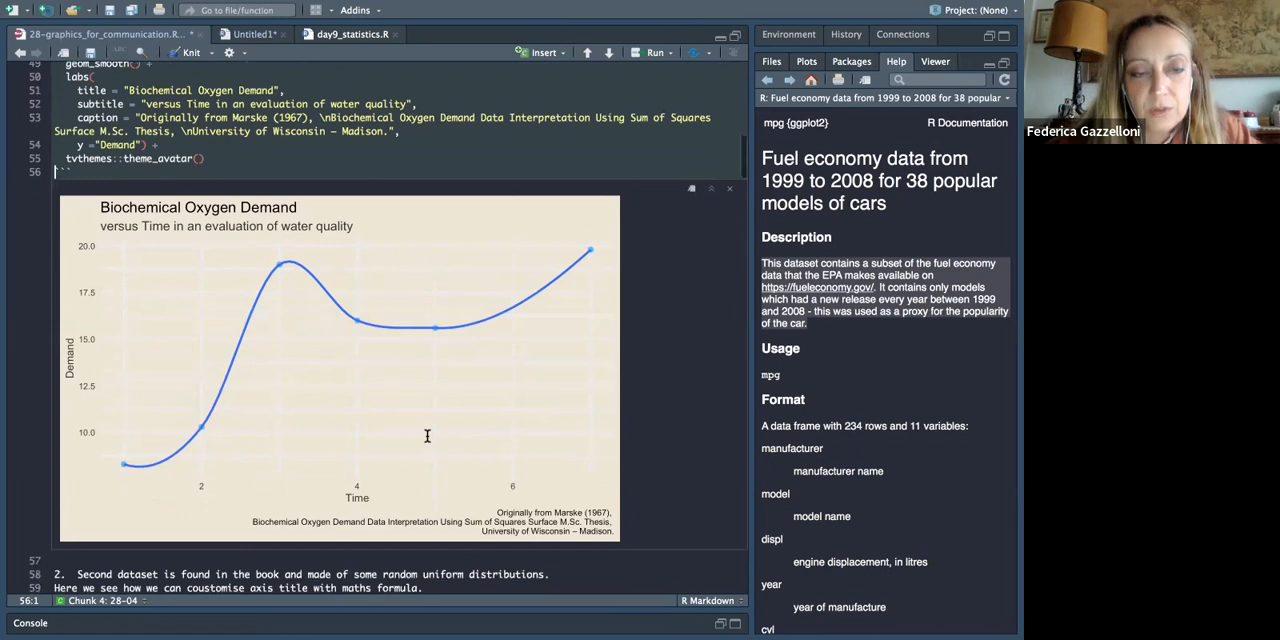 Go to file/function
Addins
Project: (None)
28-graphics_for_communication.R... *
Untitled1*
day9_statistics.R
Knit
Insert
Run
49 geom_smooth() +
50 labs(
51 title = "Biochemical Oxygen Demand",
52 subtitle = "versus Time in an evaluation of water quality",
53 caption = "Originally from Marske (1967), \nBiochemical Oxygen Demand Data Interpretation Using Sum of Squares
Surface M.Sc. Thesis, \nUniversity of Wisconsin – Madison.",
54 y ="Demand") +
55 tvthemes::theme_avatar()
56 ```
Biochemical Oxygen Demand
versus Time in an evaluation of water quality
20.0
17.5
15.0
12.5
10.0
Demand
2 4 6
Time
Originally from Marske (1967),
Biochemical Oxygen Demand Data Interpretation Using Sum of Squares Surface M.Sc. Thesis,
University of Wisconsin – Madison.
57
58 2. Second dataset is found in the book and made of some random uniform distributions.
59 Here we see how we can coustomise axis title with maths formula.
56:1 Chunk 4: 28-04 R Markdown
Console
Environment History Connections
Files Plots Packages Help Viewer
R: Fuel economy data from 1999 to 2008 for 38 popular
mpg {ggplot2} R Documentation
Fuel economy data from
1999 to 2008 for 38 popular
models of cars
Description
This dataset contains a subset of the fuel economy
data that the EPA makes available on
https://fueleconomy.gov/. It contains only models
which had a new release every year between 1999
and 2008 - this was used as a proxy for the popularity
of the car.
Usage
mpg
Format
A data frame with 234 rows and 11 variables:
manufacturer
manufacturer name
model
model name
displ
engine displacement, in litres
year
year of manufacture
cyl
Federica Gazzelloni